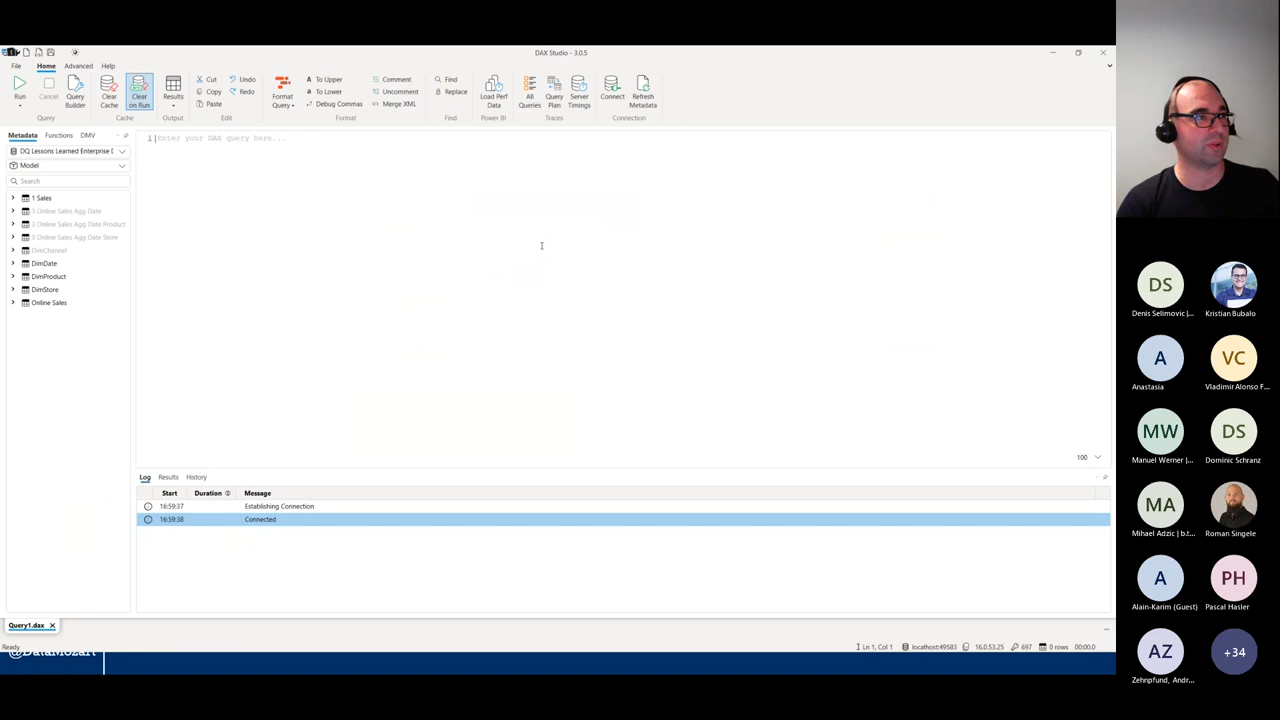 DAX Studio - 3.0.5
File Home Advanced Help
Run Cancel Query Builder Clear Cache Clear on Run Results Cut Copy Paste Undo Redo Format Query To Upper To Lower Debug Commas Comment Uncomment Merge XML Find Replace Load Perf Data All Queries Query Plan Server Timings Connect Refresh Metadata
Query Cache Output Edit Format Find Power BI Traces Connection
Metadata Functions DMV
DQ Lessons Learned Enterprise D
Model
Search
1 Sales
3 Online Sales Agg Date
3 Online Sales Agg Date Product
3 Online Sales Agg Date Store
DimChannel
DimDate
DimProduct
DimStore
Online Sales
1 Enter your DAX query here...
100
Log Results History
Start Duration Message
16:59:37 Establishing Connection
16:59:38 Connected
Query1.dax
Ready Ln 1, Col 1 localhost:49583 16.0.53.25 697 0 rows 00:00.0
@DataMozart
DS
Denis Selimovic |...
Kristian Bubalo
A
Anastasia
VC
Vladimir Alonso F...
MW
Manuel Werner |...
DS
Dominic Schranz
MA
Mihael Adzic | b.t...
Roman Singele
A
Alain-Karim (Guest)
PH
Pascal Hasler
AZ
Zehnpfund, Andr...
+34